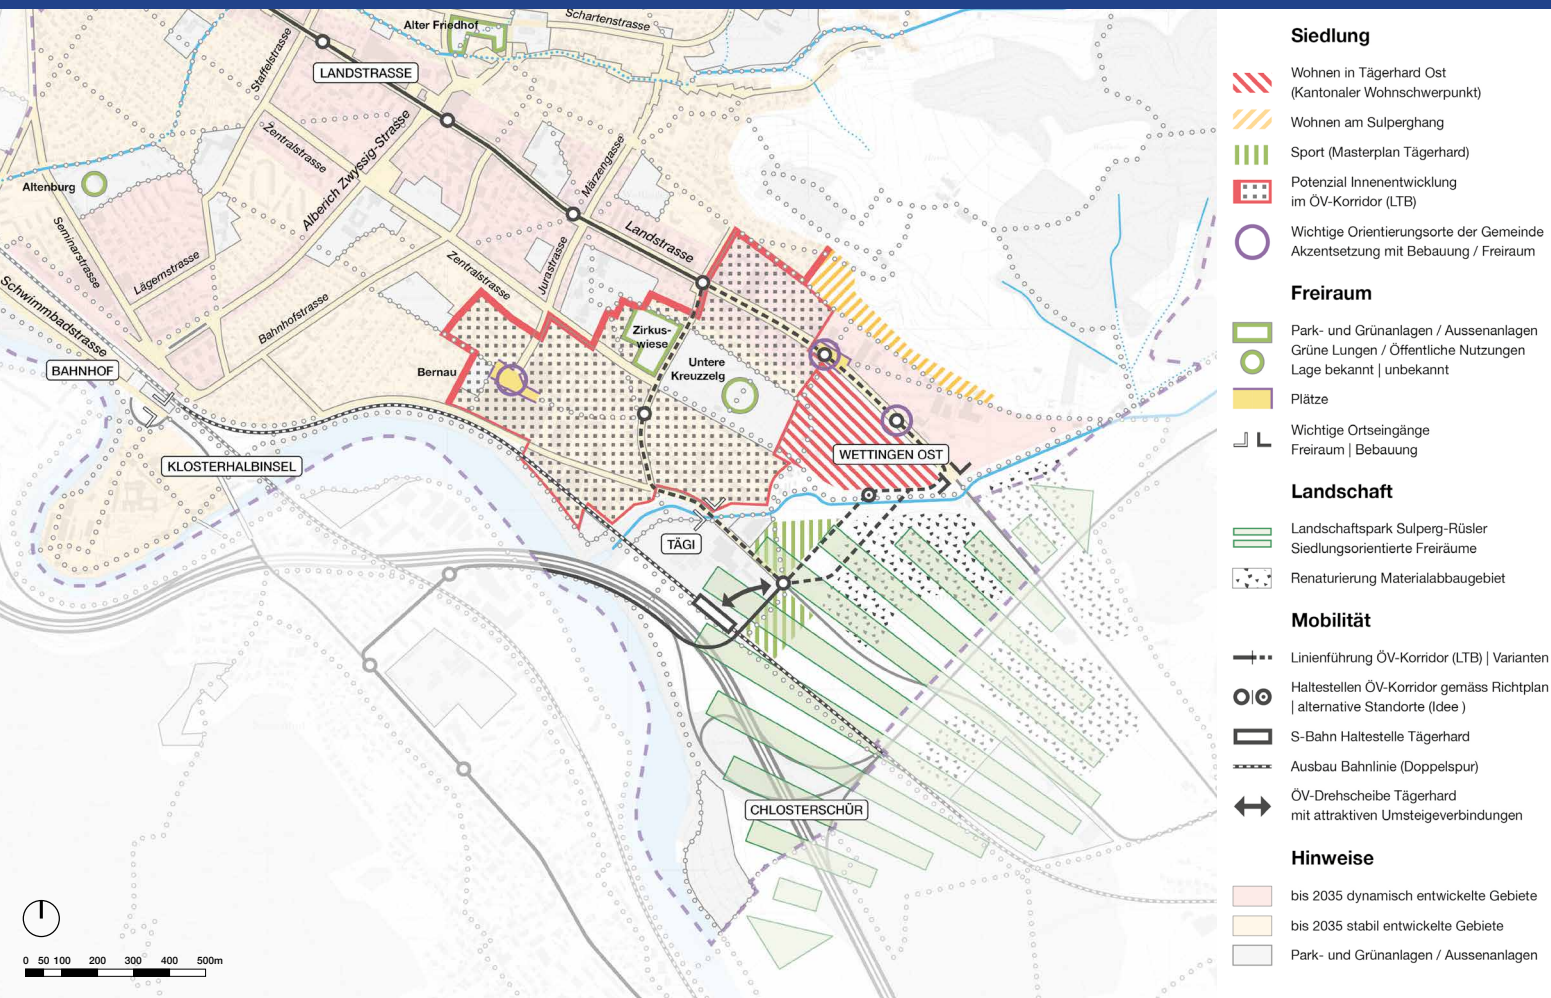 Alter Friedhof
Schartenstrasse
Staffelstrasse
LANDSTRASSE
Zentralstrasse
Alberich Zwyssig-Strasse
Märzengasse
Altenburg
Seminarstrasse
Lägernstrasse
Landstrasse
Jurastrasse
Zentralstrasse
Schwimmbadstrasse
Bahnhofstrasse
Zirkus-
wiese
Untere
Kreuzzelg
BAHNHOF
Bernau
KLOSTERHALBINSEL
WETTINGEN OST
TÄGI
CHLOSTERSCHÜR
0 50 100 200 300 400 500m
Siedlung
Wohnen in Tägerhard Ost
(Kantonaler Wohnschwerpunkt)
Wohnen am Sulperghang
Sport (Masterplan Tägerhard)
Potenzial Innenentwicklung
im ÖV-Korridor (LTB)
Wichtige Orientierungsorte der Gemeinde
Akzentsetzung mit Bebauung / Freiraum
Freiraum
Park- und Grünanlagen / Aussenanlagen
Grüne Lungen / Öffentliche Nutzungen
Lage bekannt | unbekannt
Plätze
Wichtige Ortseingänge
Freiraum | Bebauung
Landschaft
Landschaftspark Sulperg-Rüsler
Siedlungsorientierte Freiräume
Renaturierung Materialabbaugebiet
Mobilität
Linienführung ÖV-Korridor (LTB) | Varianten
Haltestellen ÖV-Korridor gemäss Richtplan
| alternative Standorte (Idee )
S-Bahn Haltestelle Tägerhard
Ausbau Bahnlinie (Doppelspur)
ÖV-Drehscheibe Tägerhard
mit attraktiven Umsteigeverbindungen
Hinweise
bis 2035 dynamisch entwickelte Gebiete
bis 2035 stabil entwickelte Gebiete
Park- und Grünanlagen / Aussenanlagen